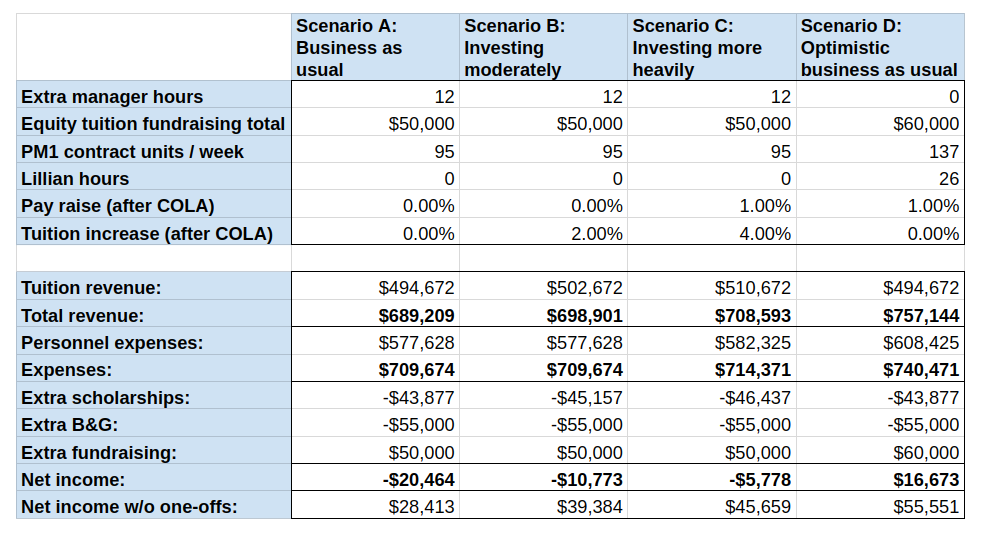 Scenario A: Business as usual Scenario B: Investing moderately Scenario C: Investing more heavily Scenario D: Optimistic business as usual
Extra manager hours 12 12 12 0
Equity tuition fundraising total $50,000 $50,000 $50,000 $60,000
PM1 contract units / week 95 95 95 137
Lillian hours 0 0 0 26
Pay raise (after COLA) 0.00% 0.00% 1.00% 1.00%
Tuition increase (after COLA) 0.00% 2.00% 4.00% 0.00%
Tuition revenue: $494,672 $502,672 $510,672 $494,672
Total revenue: $689,209 $698,901 $708,593 $757,144
Personnel expenses: $577,628 $577,628 $582,325 $608,425
Expenses: $709,674 $709,674 $714,371 $740,471
Extra scholarships: -$43,877 -$45,157 -$46,437 -$43,877
Extra B&G: -$55,000 -$55,000 -$55,000 -$55,000
Extra fundraising: $50,000 $50,000 $50,000 $60,000
Net income: -$20,464 -$10,773 -$5,778 $16,673
Net income w/o one-offs: $28,413 $39,384 $45,659 $55,551